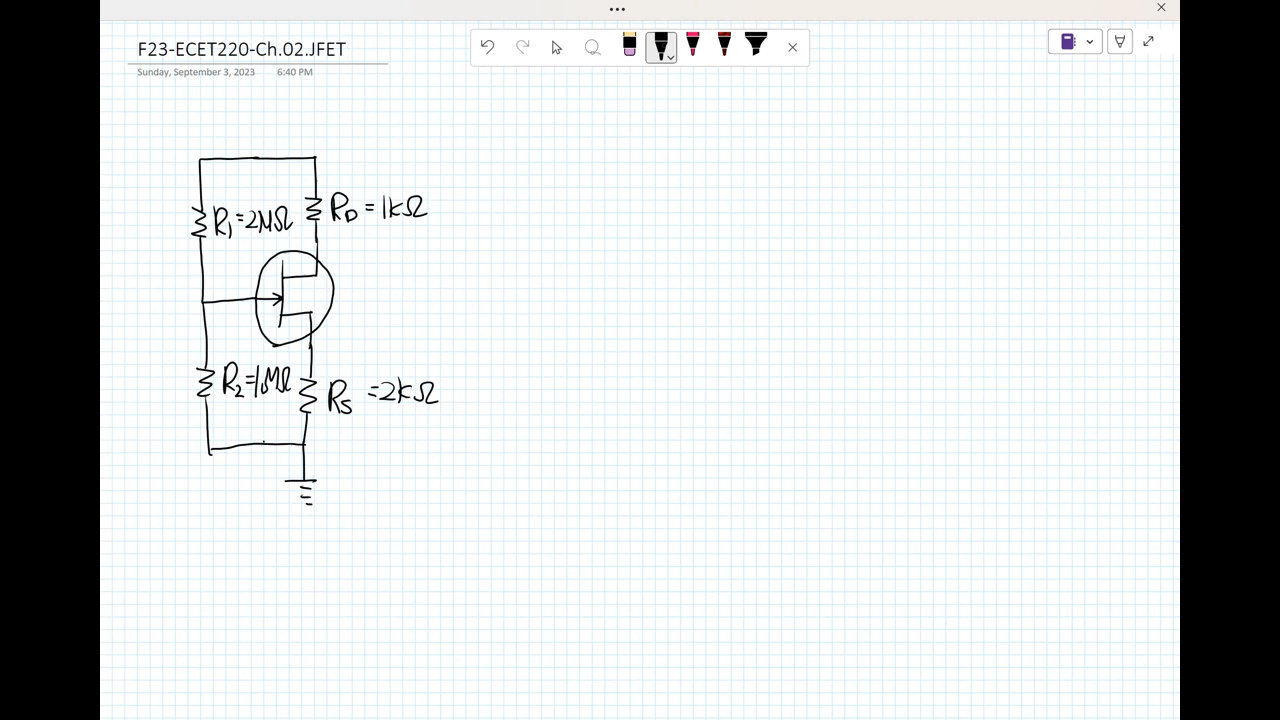 F23-ECET220-Ch.02.JFET
Sunday, September 3, 2023 6:40 PM
R1=2MΩ
RD=1kΩ
R2=1MΩ
RS=2kΩ